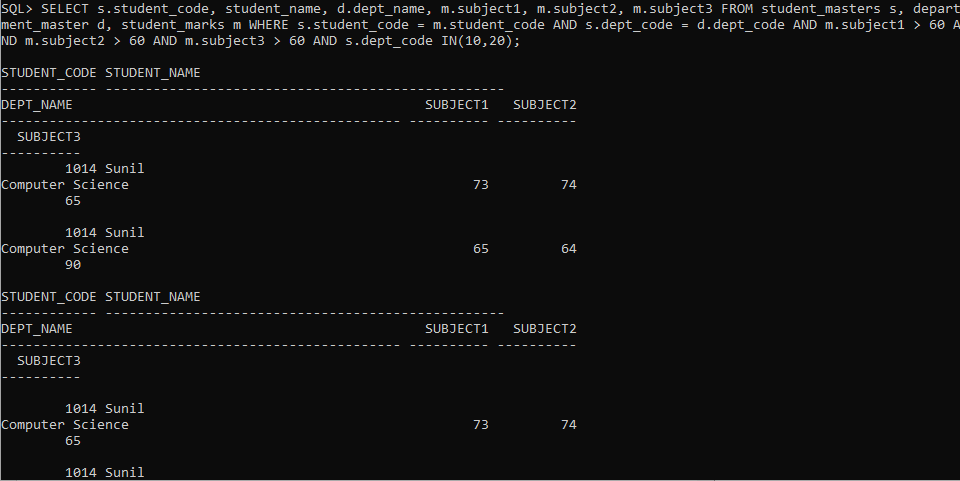 SQL> SELECT s.student_code, student_name, d.dept_name, m.subject1, m.subject2, m.subject3 FROM student_masters s, depart
ment_master d, student_marks m WHERE s.student_code = m.student_code AND s.dept_code = d.dept_code AND m.subject1 > 60 A
ND m.subject2 > 60 AND m.subject3 > 60 AND s.dept_code IN(10,20);
STUDENT_CODE STUDENT_NAME
------------ --------------------------------------------------
DEPT_NAME                                            SUBJECT1   SUBJECT2
-------------------------------------------------- ---------- ----------
  SUBJECT3
----------
        1014 Sunil
Computer Science                                           73         74
        65
        1014 Sunil
Computer Science                                           65         64
        90
STUDENT_CODE STUDENT_NAME
------------ --------------------------------------------------
DEPT_NAME                                            SUBJECT1   SUBJECT2
-------------------------------------------------- ---------- ----------
  SUBJECT3
----------
        1014 Sunil
Computer Science                                           73         74
        65
        1014 Sunil